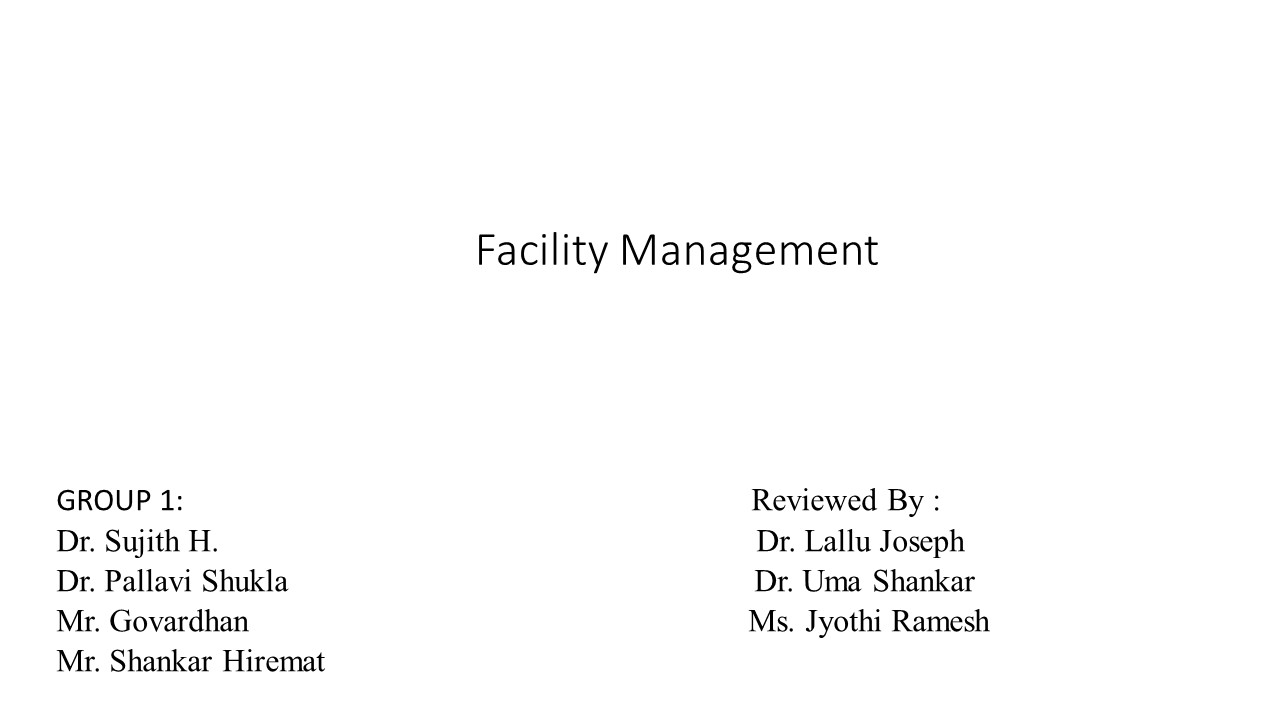 Facility Management
GROUP 1:
Dr. Sujith H.
Dr. Pallavi Shukla
Mr. Govardhan
Mr. Shankar Hiremat
Reviewed By :
Dr. Lallu Joseph
Dr. Uma Shankar
Ms. Jyothi Ramesh